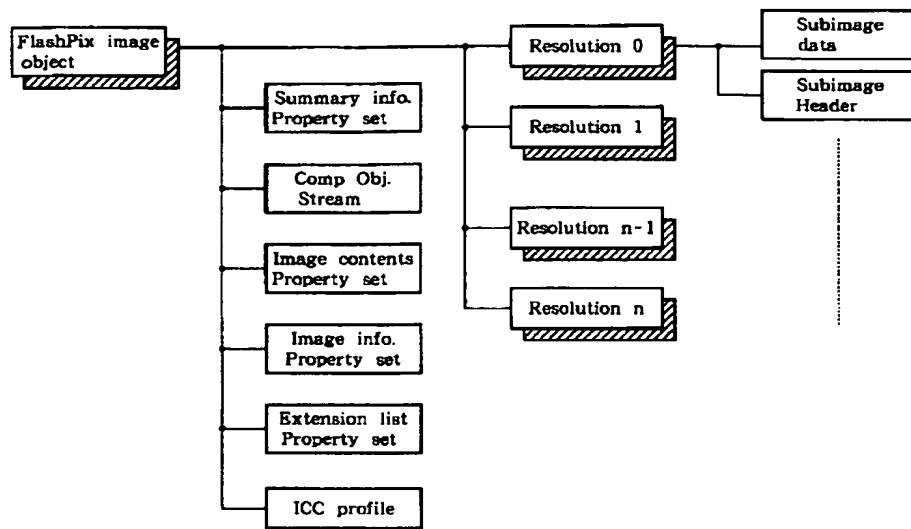 FlashPix image
object
Resolution 0
Subimage
data
Subimage
Header
Summary info.
Property set
Resolution 1
Comp Obj.
Stream
Resolution n-1
Image contents
Property set
Resolution n
Image info.
Property set
Extension list
Property set
ICC profile